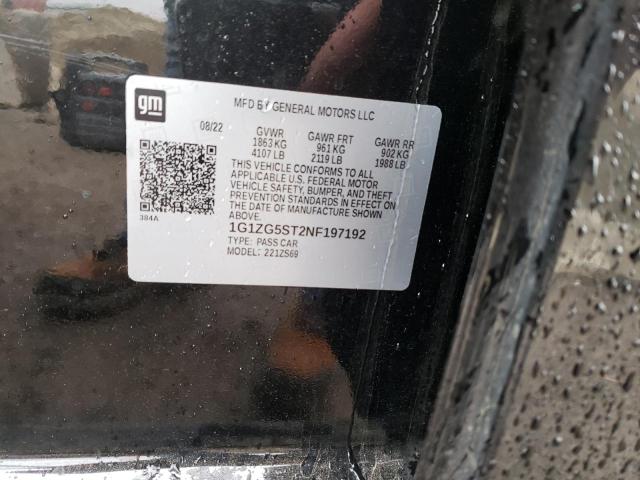 gm
MFD BY GENERAL MOTORS LLC
08/22
GVWR GAWR FRT GAWR RR
1863 KG 961 KG 902 KG
4107 LB 2119 LB 1988 LB
THIS VEHICLE CONFORMS TO ALL
APPLICABLE U.S. FEDERAL MOTOR
VEHICLE SAFETY, BUMPER, AND THEFT
PREVENTION STANDARDS IN EFFECT ON
THE DATE OF MANUFACTURE SHOWN
ABOVE.
384A
1G1ZG5ST2NF197192
TYPE: PASS CAR
MODEL: 221ZS69